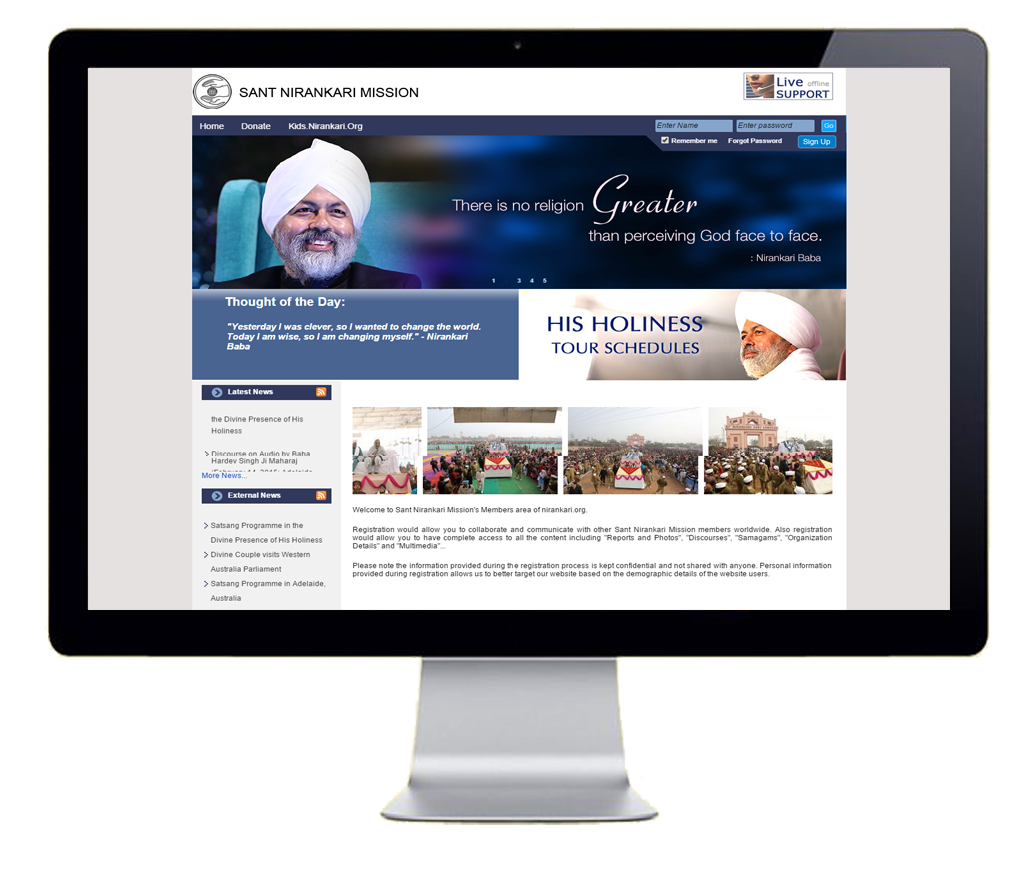 SANT NIRANKARI MISSION
Live offline
SUPPORT
Home Donate Kids.Nirankari.Org
Enter Name Enter password Go
Remember me Forgot Password Sign Up
There is no religion Greater
than perceiving God face to face.
: Nirankari Baba
1 3 4 5
Thought of the Day:
"Yesterday I was clever, so I wanted to change the world.
Today I am wise, so I am changing myself." - Nirankari
Baba
HIS HOLINESS
TOUR SCHEDULES
Latest News
the Divine Presence of His
Holiness
Discourse on Audio by Baba
Hardev Singh Ji Maharaj
More News...
External News
Satsang Programme in the
Divine Presence of His Holiness
Divine Couple visits Western
Australia Parliament
Satsang Programme in Adelaide,
Australia
Welcome to Sant Nirankari Mission's Members area of nirankari.org.
Registration would allow you to collaborate and communicate with other Sant Nirankari Mission members worldwide. Also registration
would allow you to have complete access to all the content including "Reports and Photos", "Discourses", "Samagams", "Organization
Details" and "Multimedia"...
Please note the information provided during the registration process is kept confidential and not shared with anyone. Personal information
provided during registration allows us to better target our website based on the demographic details of the website users.